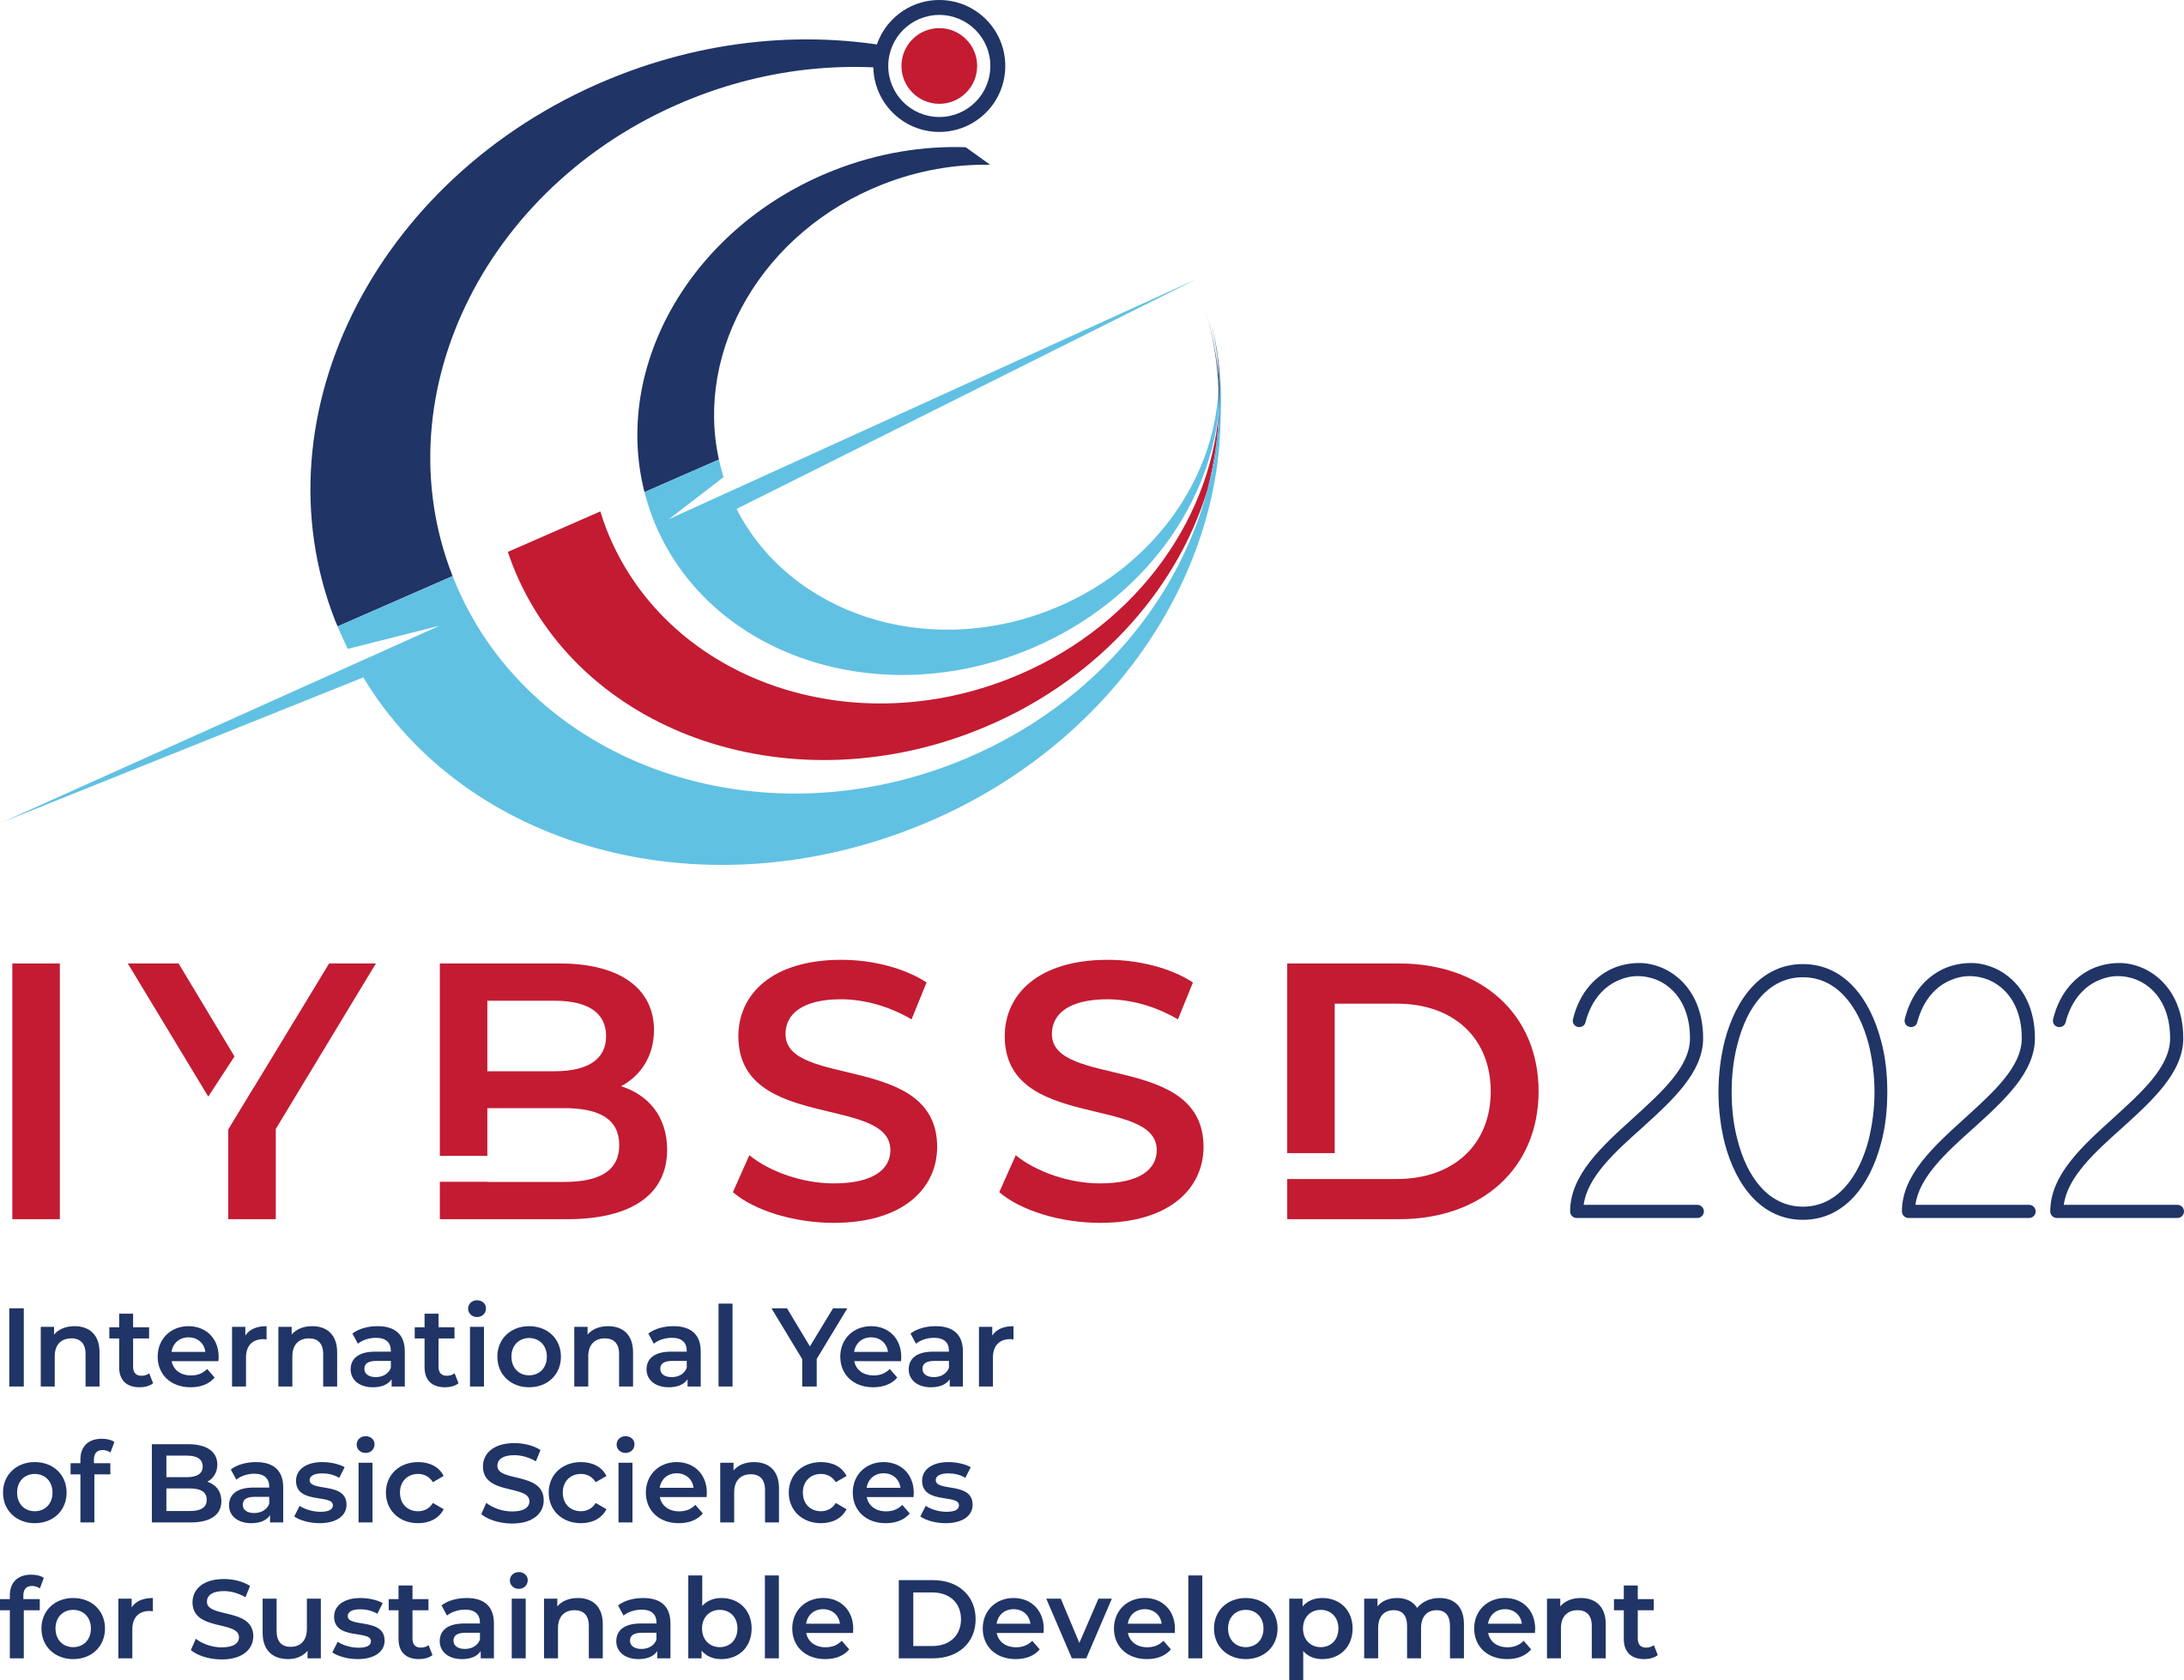 IYBSSD2022
International Year
of Basic Sciences
for Sustainable Development